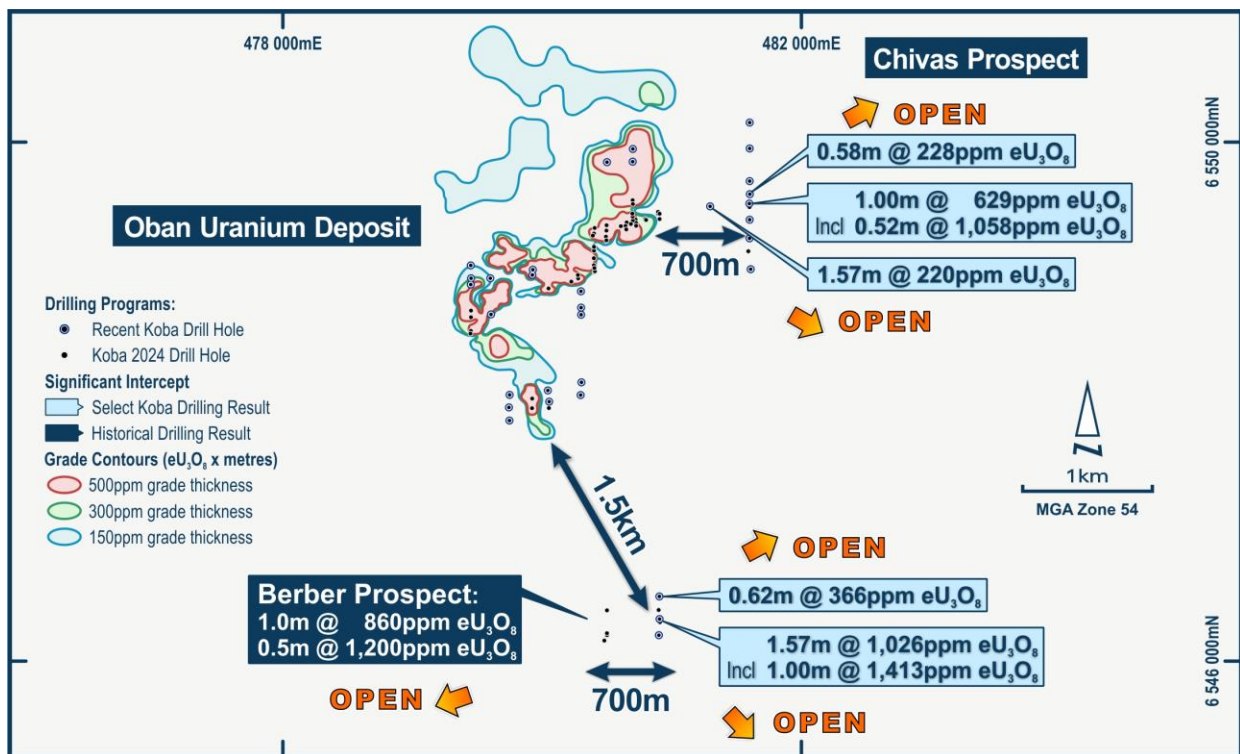 478 000mE
482 000mE
Chivas Prospect
OPEN
6 550 000mN
0.58m @ 228ppm eU₃O₈
1.00m @ 629ppm eU₃O₈
Incl 0.52m @ 1,058ppm eU₃O₈
Oban Uranium Deposit
700m
1.57m @ 220ppm eU₃O₈
OPEN
Drilling Programs:
Recent Koba Drill Hole
Koba 2024 Drill Hole
Significant Intercept
Select Koba Drilling Result
Historical Drilling Result
Grade Contours (eU₃O₈ x metres)
500ppm grade thickness
300ppm grade thickness
150ppm grade thickness
N
1km
MGA Zone 54
1.5km
OPEN
Berber Prospect:
1.0m @ 860ppm eU₃O₈
0.5m @ 1,200ppm eU₃O₈
0.62m @ 366ppm eU₃O₈
1.57m @ 1,026ppm eU₃O₈
Incl 1.00m @ 1,413ppm eU₃O₈
6 546 000mN
700m
OPEN
OPEN